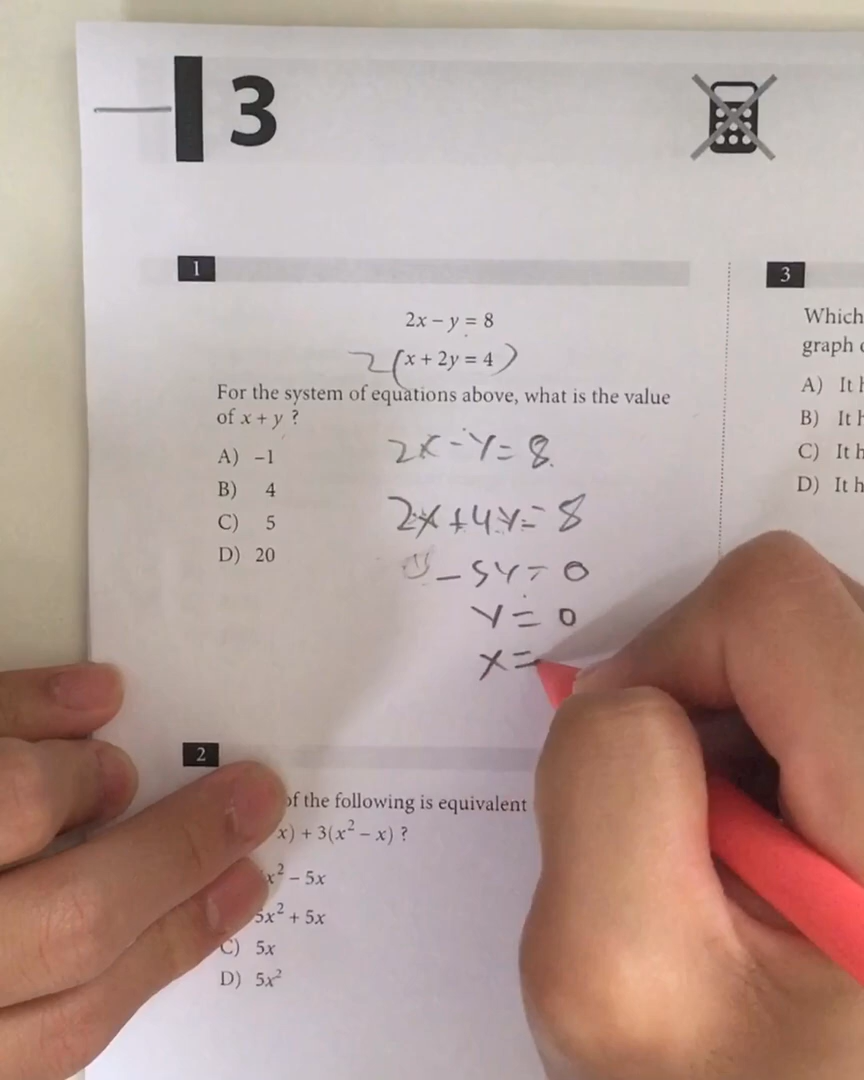 3
1
2x – y = 8
2(x + 2y = 4)
For the system of equations above, what is the value
of x + y ?
A) –1
B) 4
C) 5
D) 20
2x - y = 8
2x + 4y = 8
- 5y = 0
y = 0
x =
2
of the following is equivalent
x) + 3(x² – x) ?
x² – 5x
5x² + 5x
C) 5x
D) 5x²
3
Which
graph
A) It
B) It
C) It
D) It